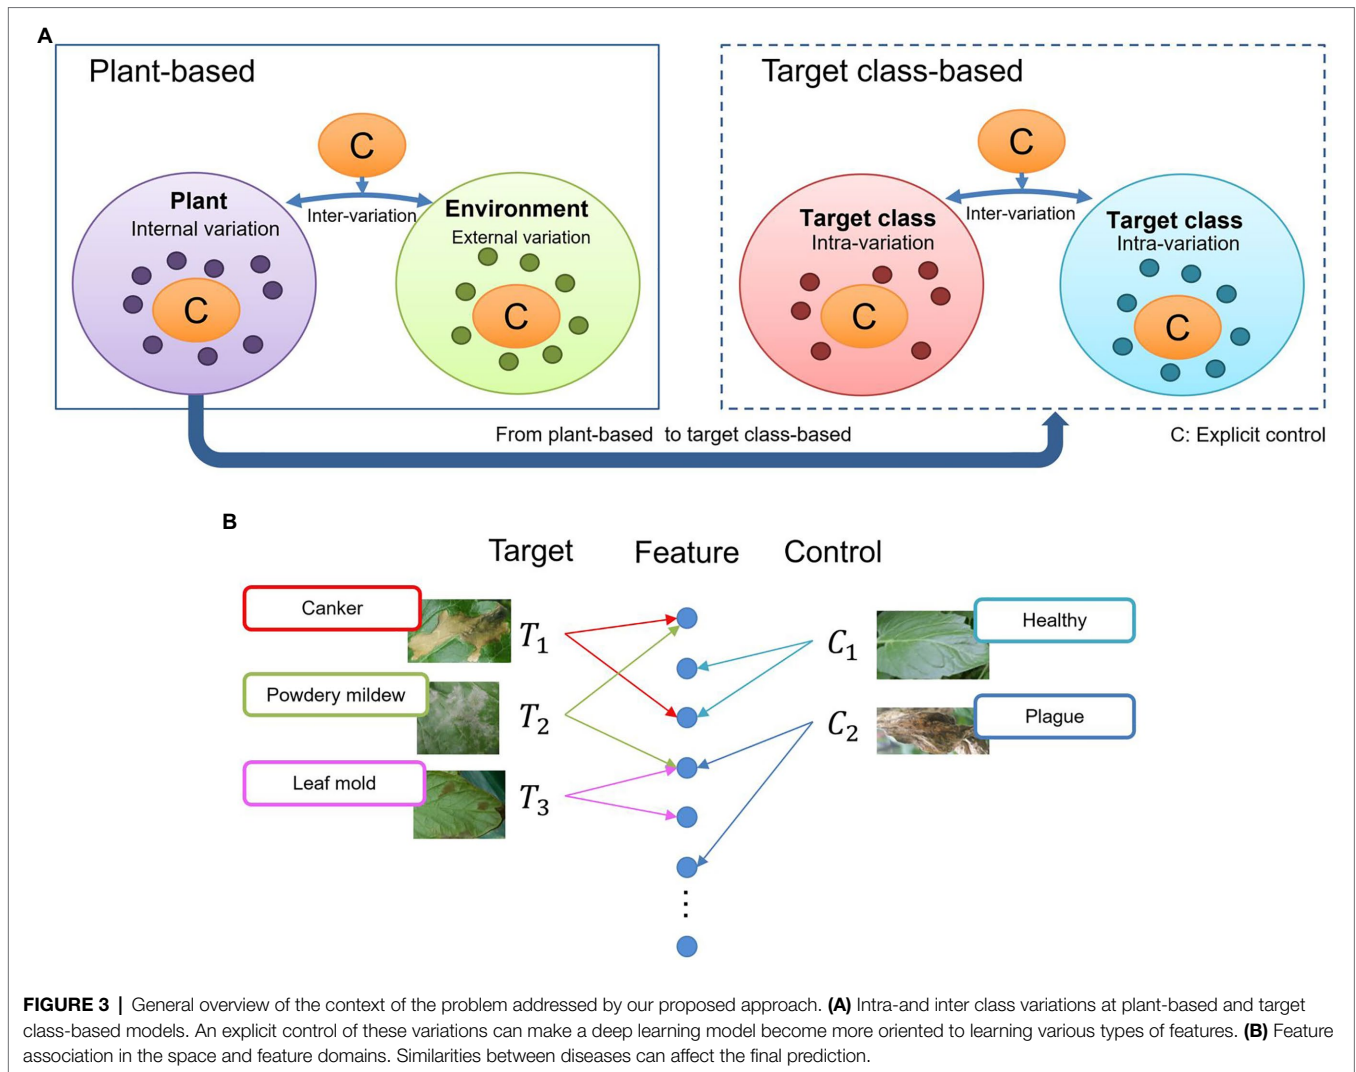 A
Plant-based
C
Plant
Internal variation
C
Inter-variation
Environment
External variation
C
Target class-based
C
Target class
Intra-variation
C
Inter-variation
Target class
Intra-variation
C
From plant-based to target class-based
C: Explicit control
B
Target Feature Control
Canker
T1
Powdery mildew
T2
Leaf mold
T3
C1
Healthy
C2
Plague
FIGURE 3 | General overview of the context of the problem addressed by our proposed approach. (A) Intra-and inter class variations at plant-based and target
class-based models. An explicit control of these variations can make a deep learning model become more oriented to learning various types of features. (B) Feature
association in the space and feature domains. Similarities between diseases can affect the final prediction.